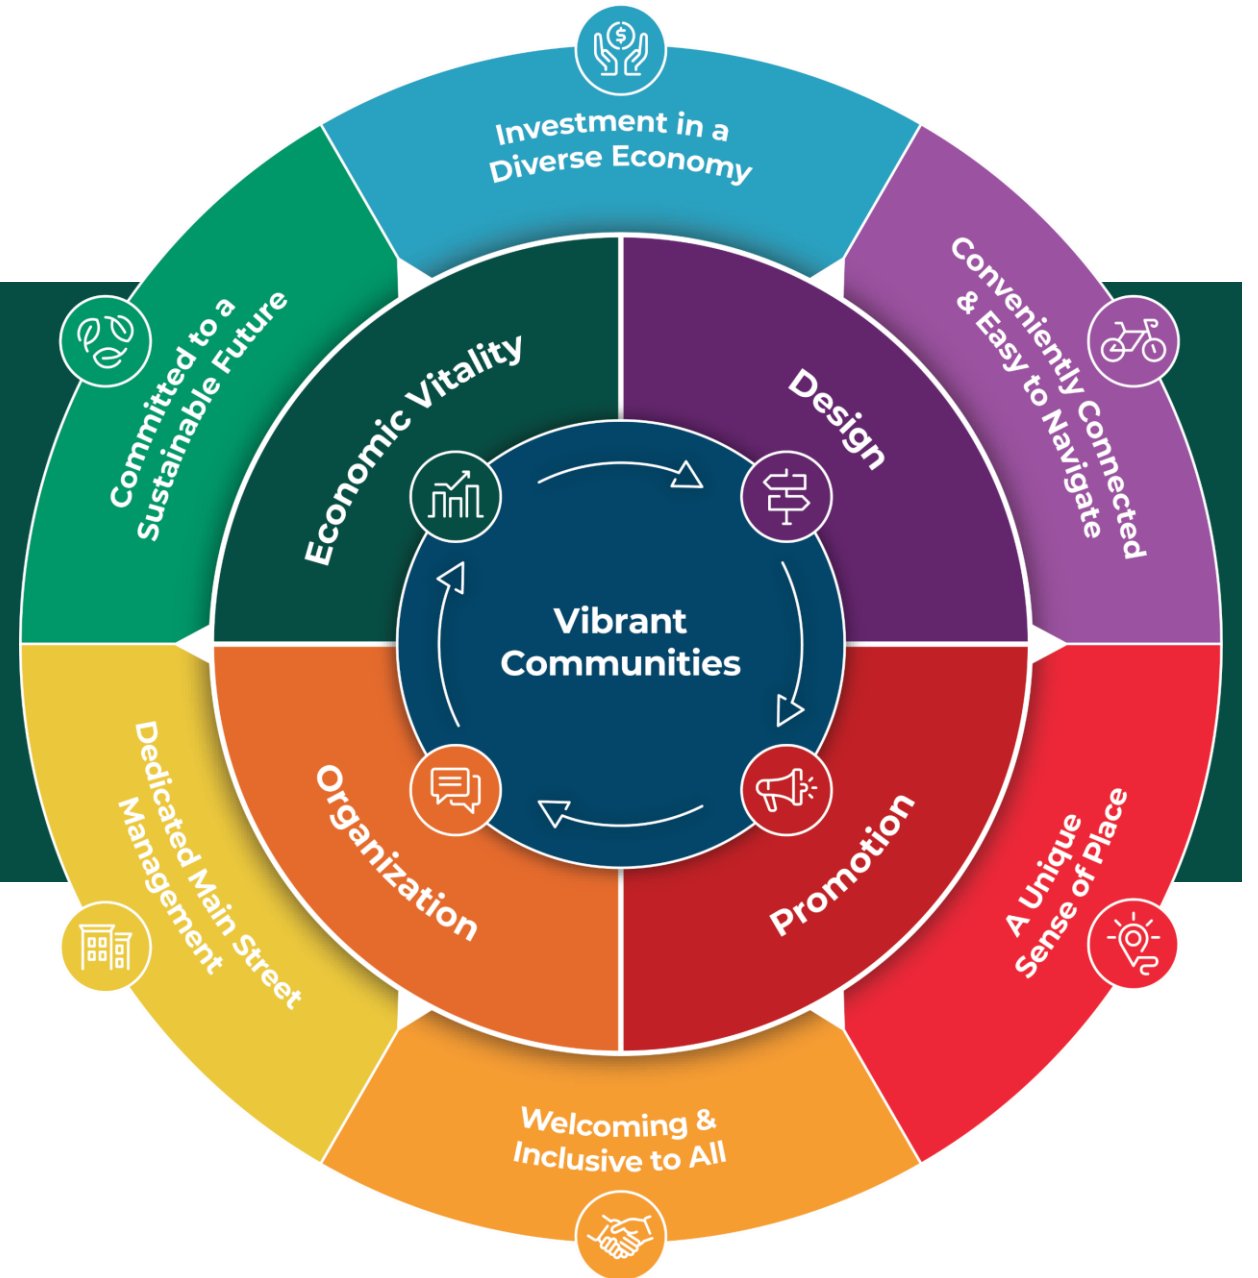 Investment in a
Diverse Economy
Conveniently Connected
& Easy to Navigate
A Unique
Sense of Place
Welcoming &
Inclusive to All
Dedicated Main Street
Management
Committed to a
Sustainable Future
Economic Vitality
Design
Promotion
Organization
Vibrant
Communities